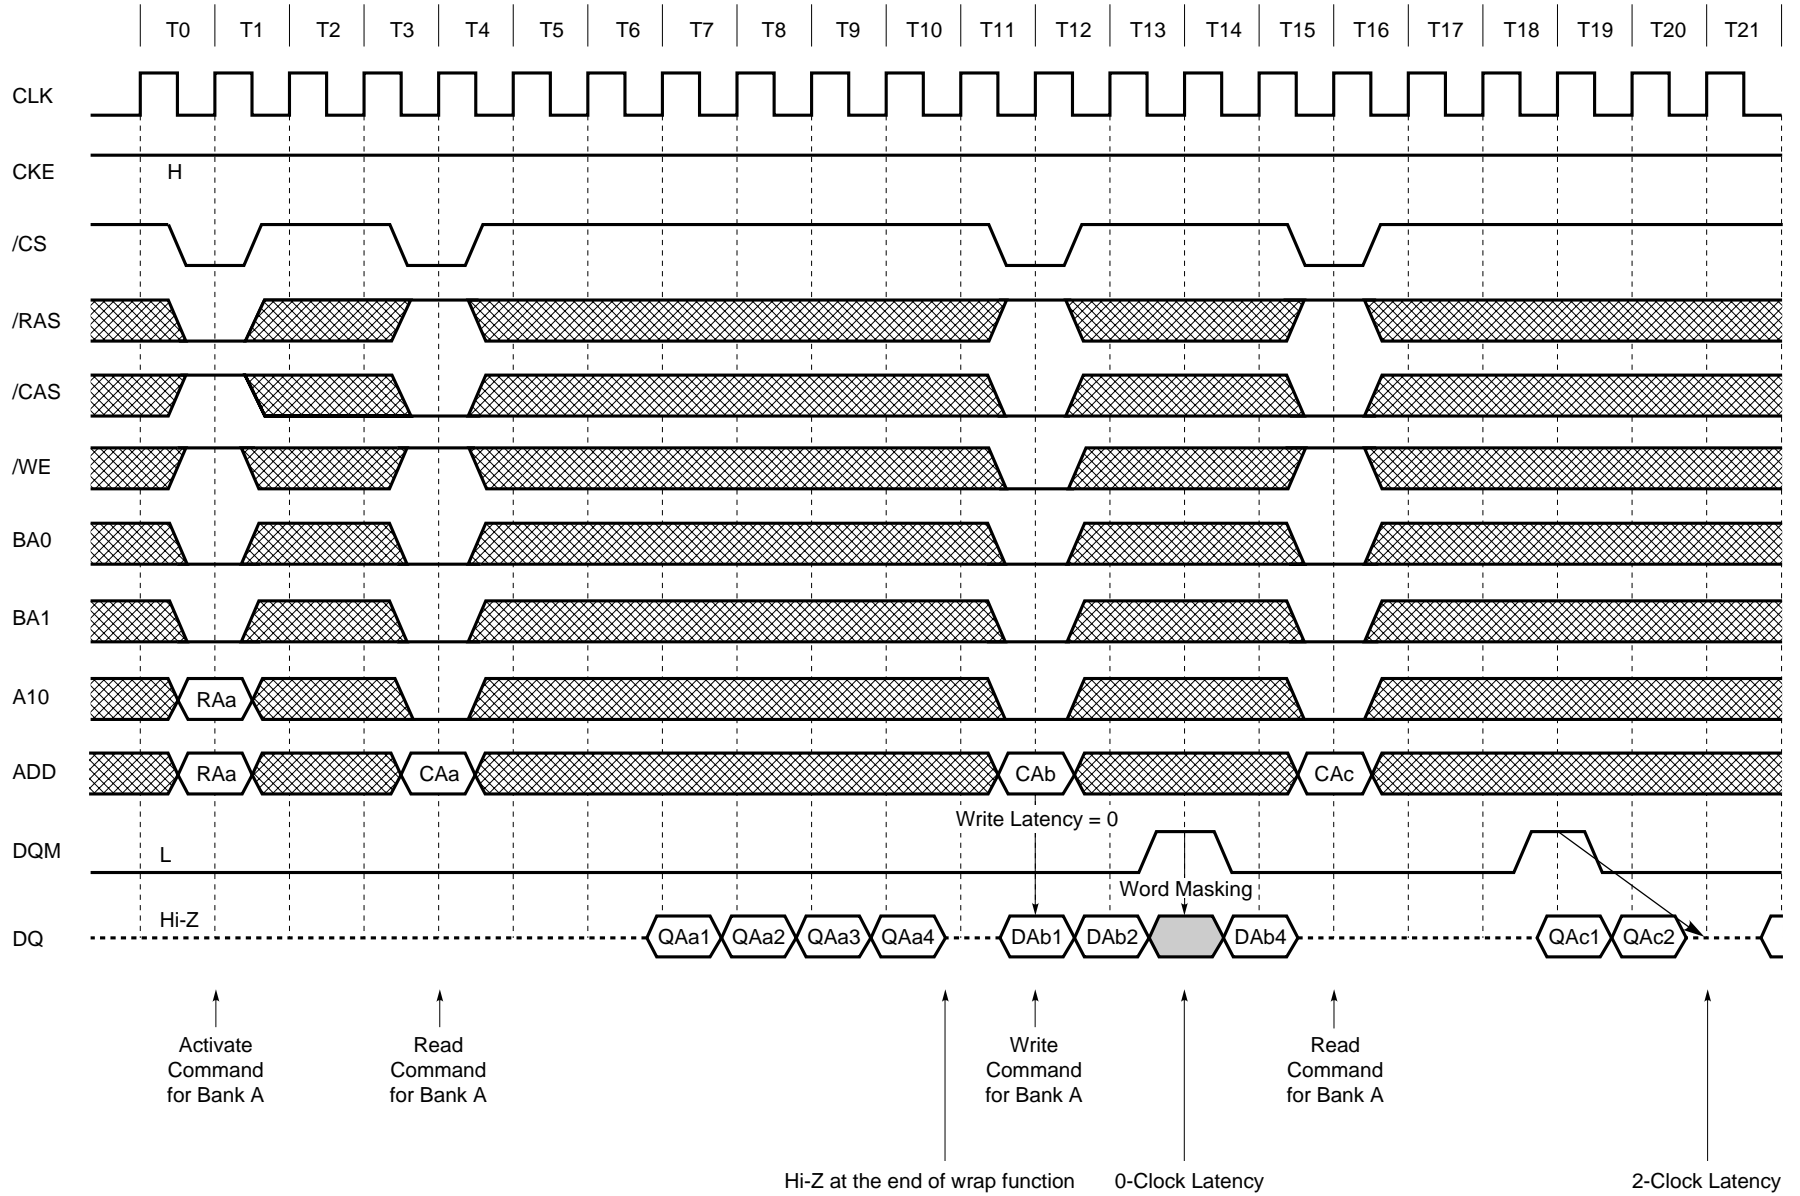 T0 T1 T2 T3 T4 T5 T6 T7 T8 T9 T10 T11 T12 T13 T14 T15 T16 T17 T18 T19 T20 T21
CLK
CKE H
/CS
/RAS
/CAS
/WE
BA0
BA1
A10 RAa
ADD RAa CAa CAb CAc
Write Latency = 0
DQM L
Word Masking
Hi-Z
DQ QAa1 QAa2 QAa3 QAa4 DAb1 DAb2 DAb4 QAc1 QAc2
Activate
Command
for Bank A
Read
Command
for Bank A
Write
Command
for Bank A
Read
Command
for Bank A
Hi-Z at the end of wrap function
0-Clock Latency
2-Clock Latency